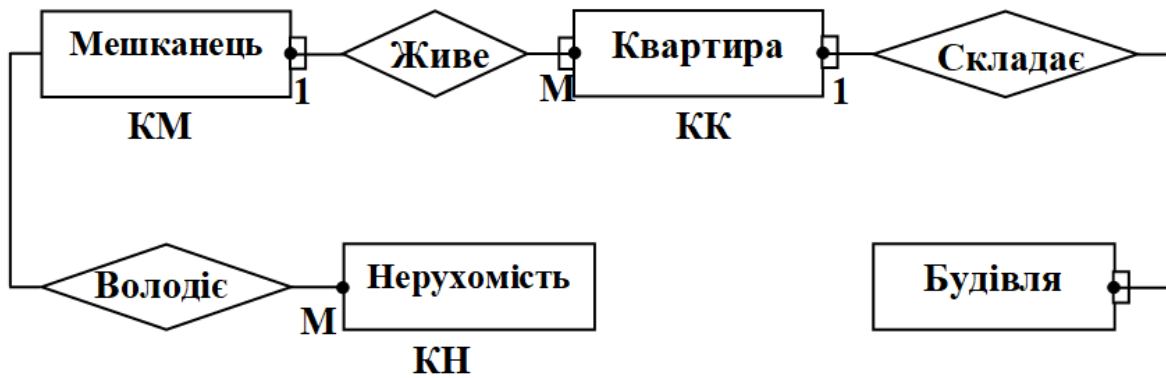 Мешканець
1
КМ
Живе
М
Квартира
1
КК
Складає
Володіє
М
Нерухомість
КН
Будівля